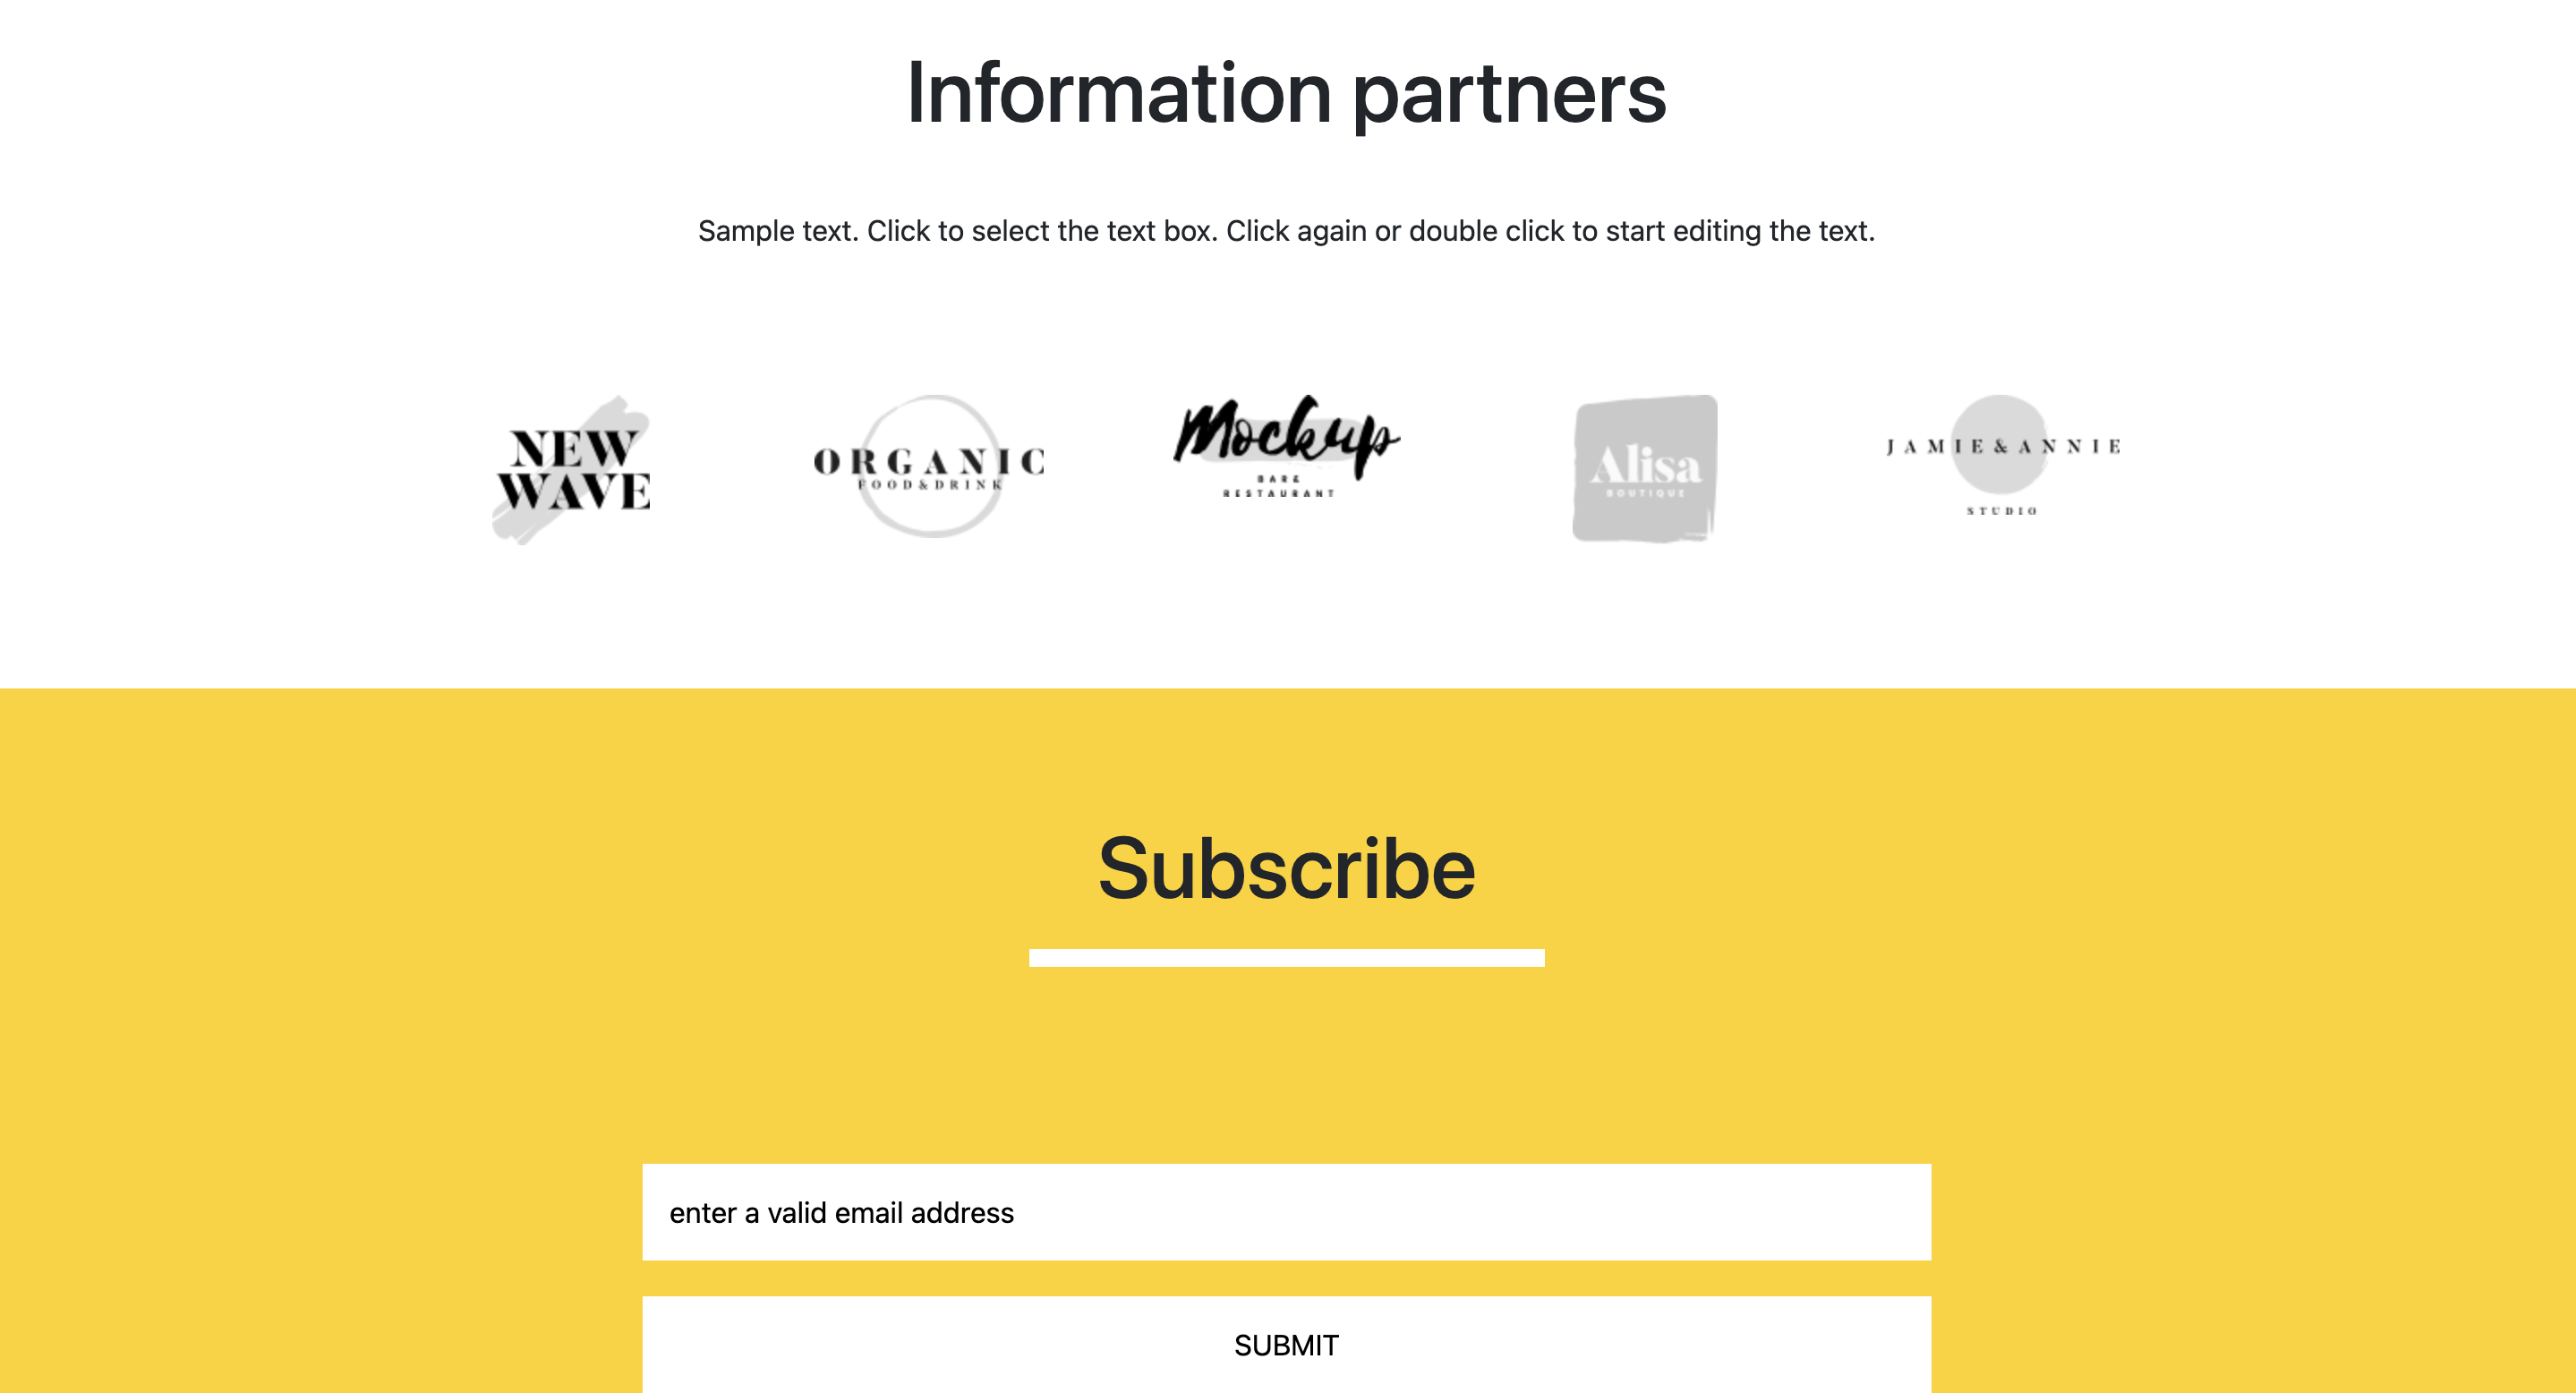 Information partners
Sample text. Click to select the text box. Click again or double click to start editing the text.
NEW
WAVE
ORGANIC
FOOD&DRINK
Mockup
BAR&
RESTAURANT
Alisa
BOUTIQUE
JAMIE&ANNIE
STUDIO
Subscribe
enter a valid email address
SUBMIT